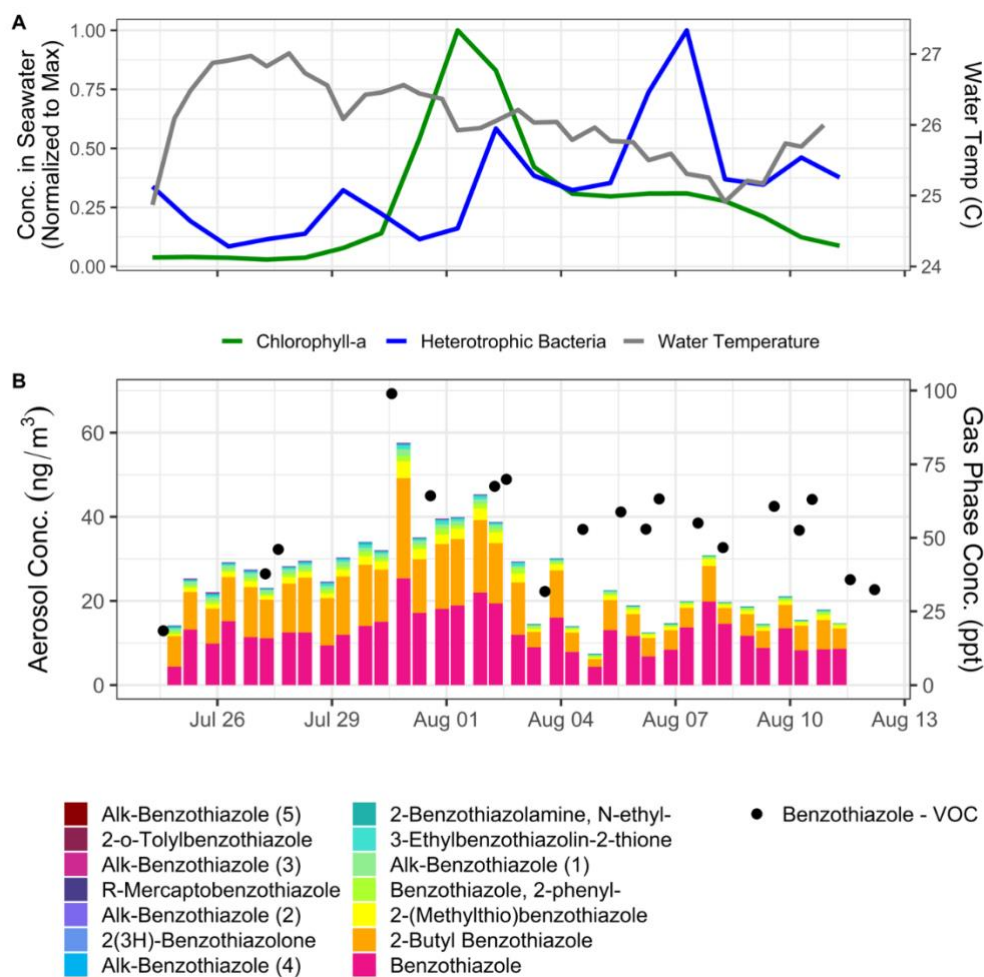 A
Conc. in Seawater
(Normalized to Max)
1.00
0.75
0.50
0.25
0.00
27
26
25
24
Water Temp (C)
Chlorophyll-a
Heterotrophic Bacteria
Water Temperature
B
Aerosol Conc. (ng/m³)
60
40
20
0
100
75
50
25
0
Gas Phase Conc. (ppt)
Jul 26
Jul 29
Aug 01
Aug 04
Aug 07
Aug 10
Aug 13
Alk-Benzothiazole (5)
2-o-Tolylbenzothiazole
Alk-Benzothiazole (3)
R-Mercaptobenzothiazole
Alk-Benzothiazole (2)
2(3H)-Benzothiazolone
Alk-Benzothiazole (4)
2-Benzothiazolamine, N-ethyl-
3-Ethylbenzothiazolin-2-thione
Alk-Benzothiazole (1)
Benzothiazole, 2-phenyl-
2-(Methylthio)benzothiazole
2-Butyl Benzothiazole
Benzothiazole
Benzothiazole - VOC